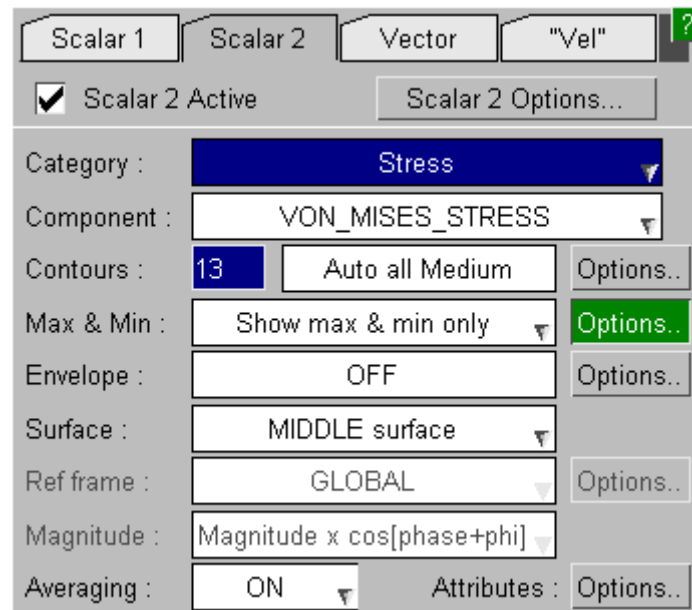 Scalar 1 Scalar 2 Vector "Vel" ?
Scalar 2 Active Scalar 2 Options...
Category : Stress
Component : VON_MISES_STRESS
Contours : 13 Auto all Medium Options..
Max & Min : Show max & min only Options..
Envelope : OFF Options..
Surface : MIDDLE surface
Ref frame : GLOBAL Options..
Magnitude : Magnitude x cos[phase+phi]
Averaging : ON Attributes : Options..